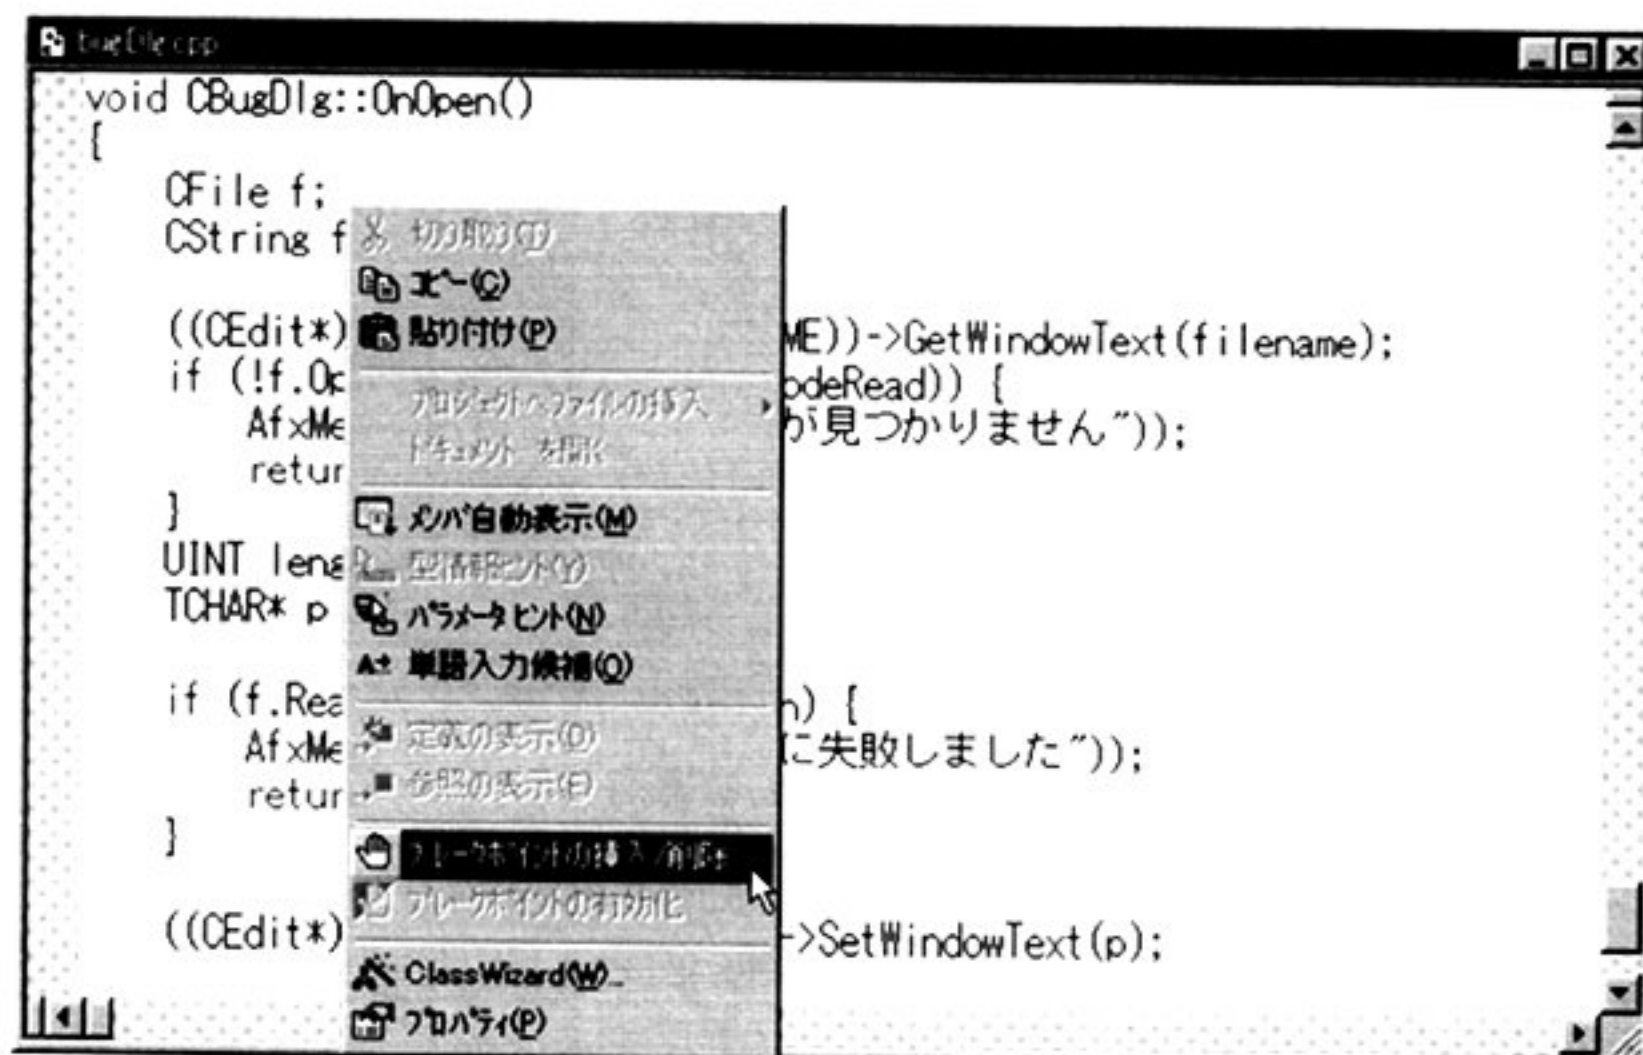 bugDlg.cpp
void CBugDlg::OnOpen()
{
CFile f;
CString f
((CEdit*) ME))->GetWindowText(filename);
if (!f.Op odeRead)) {
AfxMe が見つかりません"));
retur
}
UINT leng
TCHAR* p
if (f.Rea n) {
AfxMe に失敗しました"));
retur
}
((CEdit*) ->SetWindowText(p);
切り取り(T)
コピー(C)
貼り付け(P)
プロジェクトへファイルの挿入
ドキュメント を開く
メンバ自動表示(M)
型情報ヒント(Y)
パラメータ ヒント(N)
単語入力候補(O)
定義の表示(D)
参照の表示(E)
ブレークポイントの挿入/削除
ブレークポイントの有効化
ClassWizard(W)...
プロパティ(P)